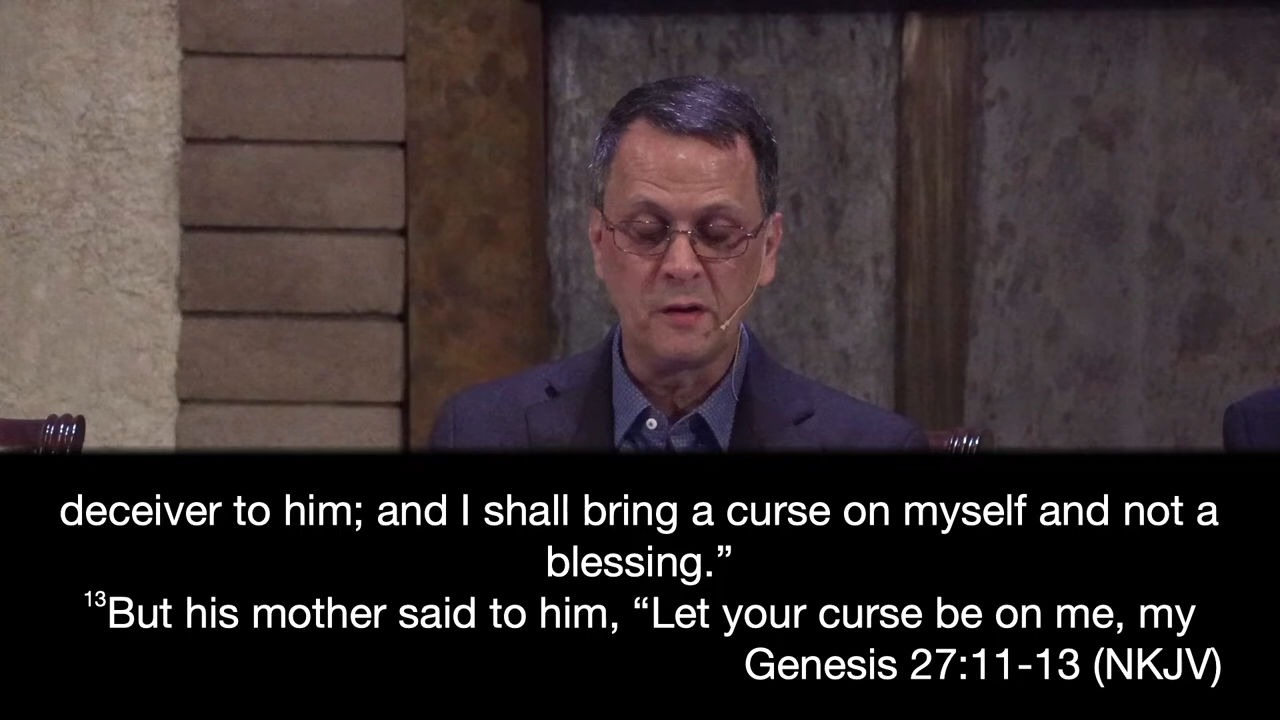 deceiver to him; and I shall bring a curse on myself and not a
blessing.”
¹³But his mother said to him, “Let your curse be on me, my
Genesis 27:11-13 (NKJV)